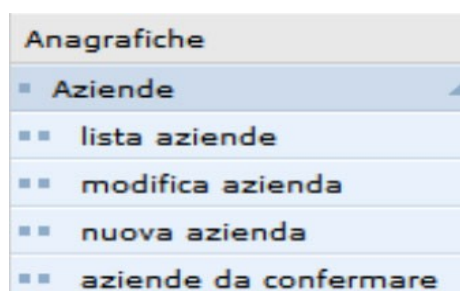 Anagrafiche
Aziende
lista aziende
modifica azienda
nuova azienda
aziende da confermare